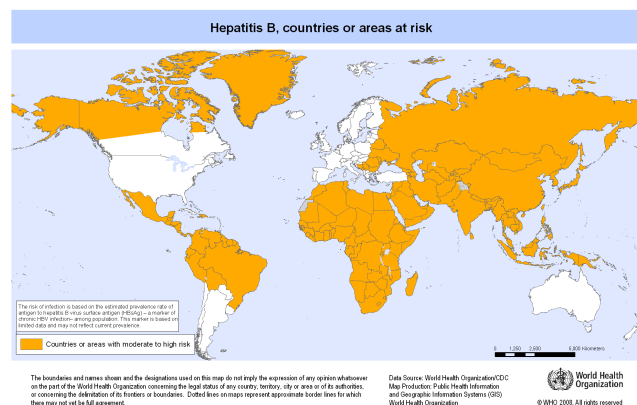 Hepatitis B, countries or areas at risk
The risk of infection is based on the estimated prevalence rate of
antigen to hepatitis B virus surface antigen (HBsAg) – a marker of
chronic HBV infection– among population. This marker is based on
limited data and may not reflect current prevalence.
Countries or areas with moderate to high risk
0 1,250 2,500 5,000 Kilometers
The boundaries and names shown and the designations used on this map do not imply the expression of any opinion whatsoever
on the part of the World Health Organization concerning the legal status of any country, territory, city or area or of its authorities,
or concerning the delimitation of its frontiers or boundaries. Dotted lines on maps represent approximate border lines for which
there may not yet be full agreement.
Data Source: World Health Organization/CDC
Map Production: Public Health Information
and Geographic Information Systems (GIS)
World Health Organization
World Health
Organization
© WHO 2008. All rights reserved